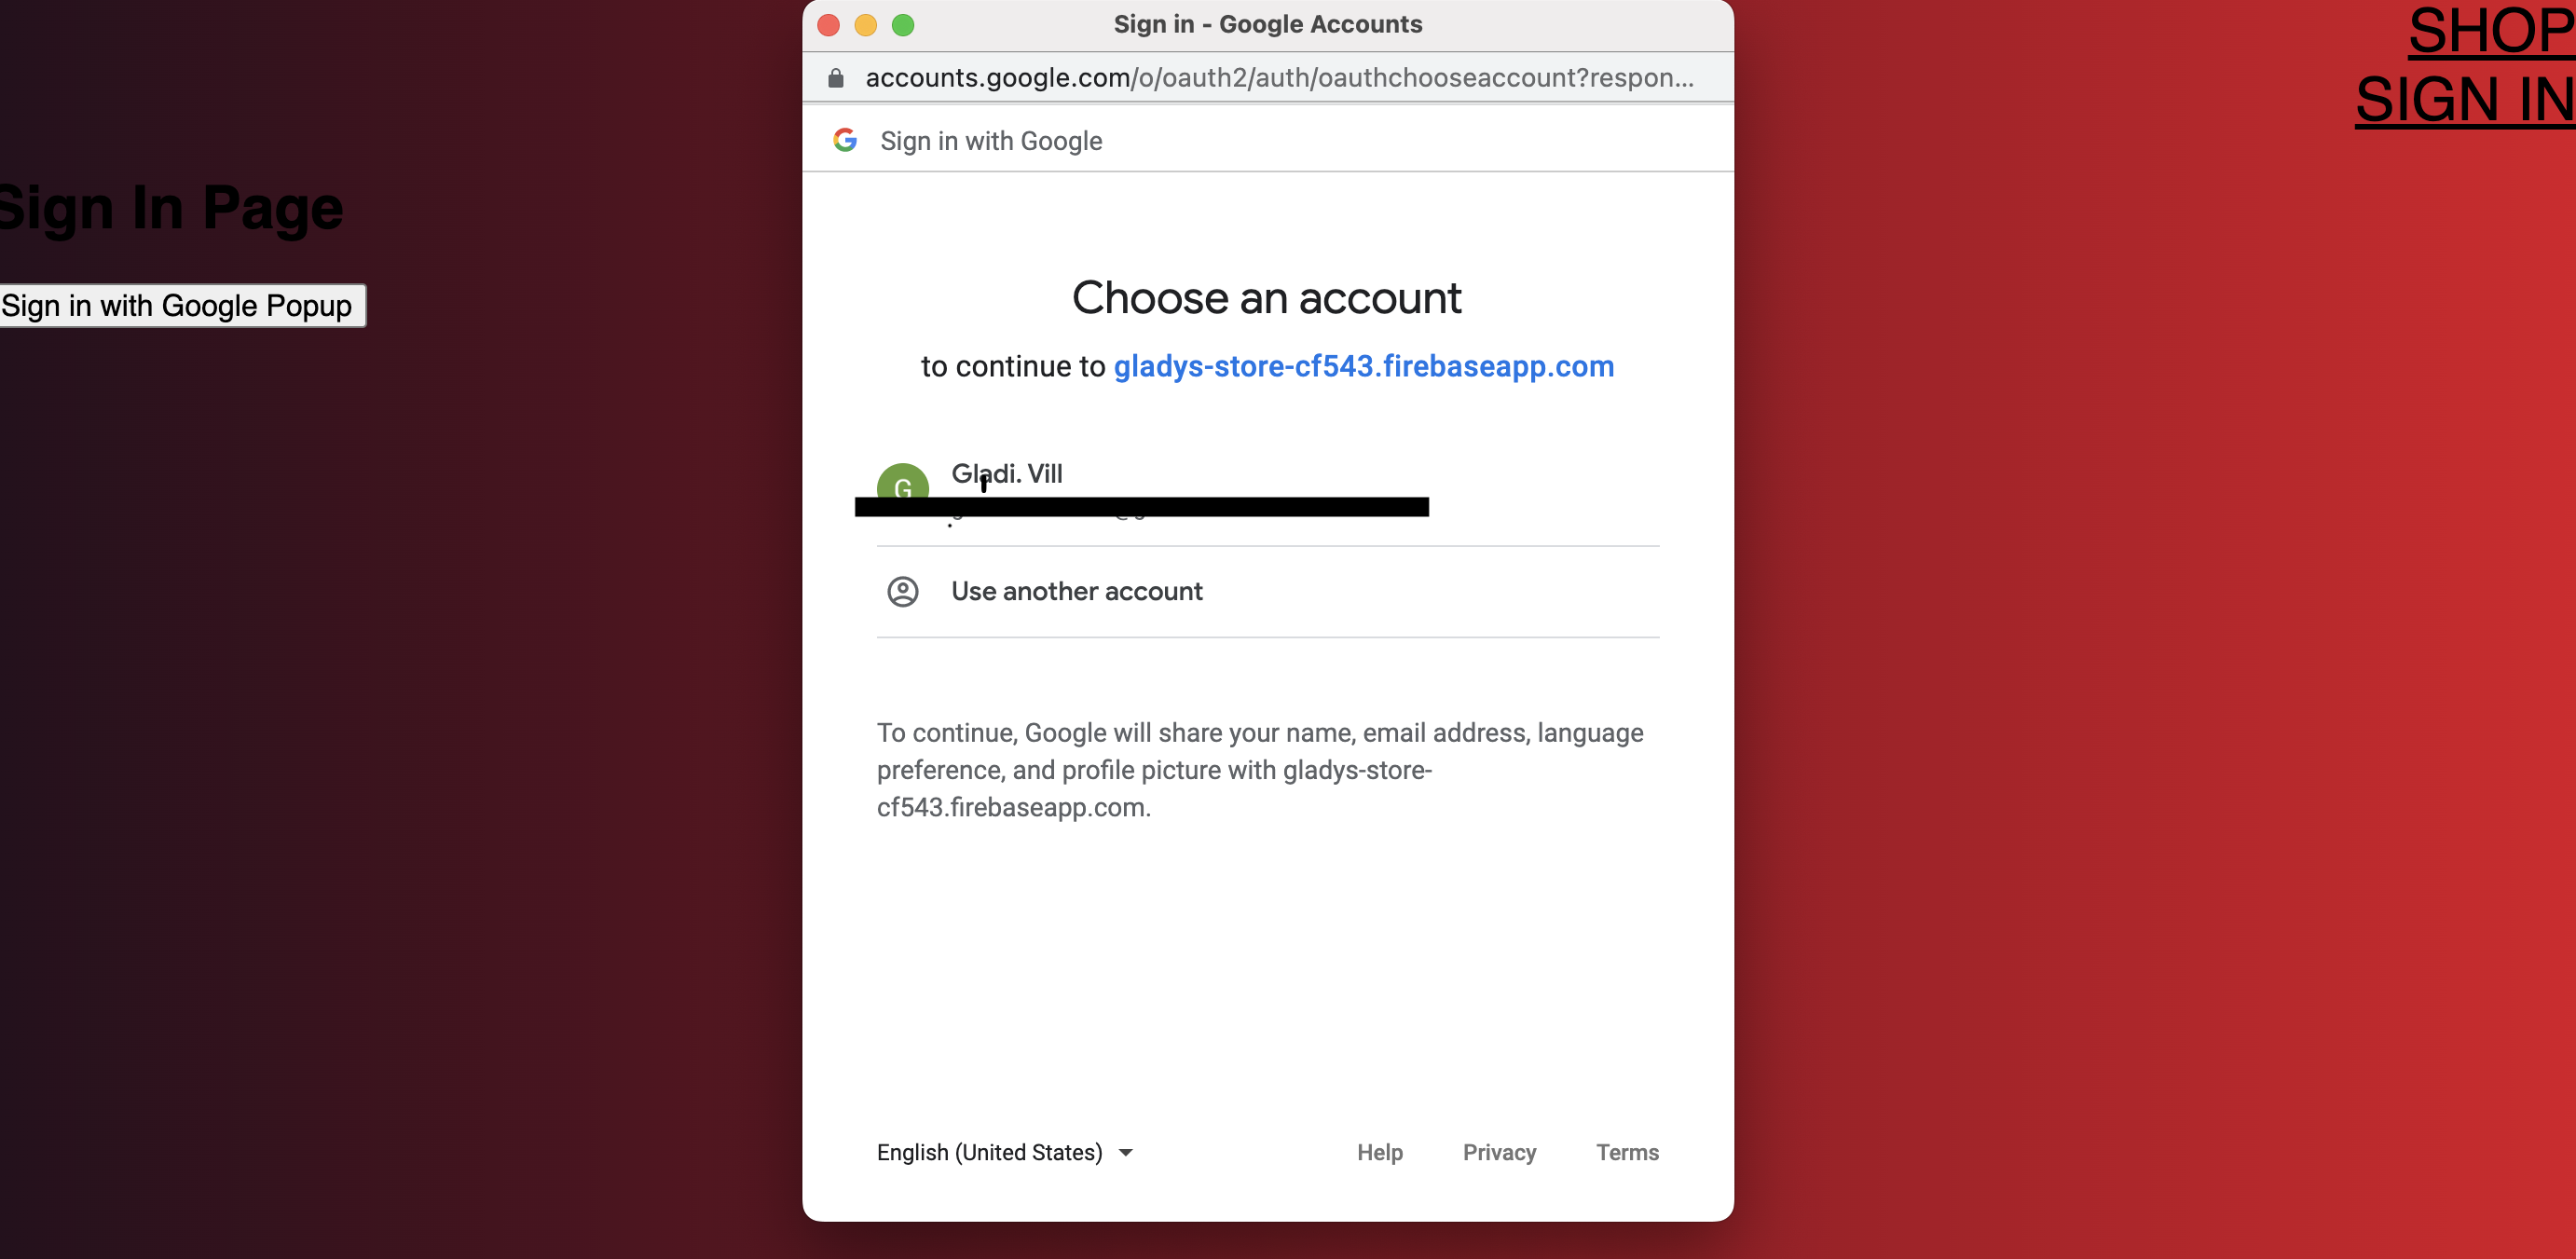 Sign in - Google Accounts
accounts.google.com/o/oauth2/auth/oauthchooseaccount?respon...
Sign in with Google
SHOP
SIGN IN
Sign In Page
Sign in with Google Popup
Choose an account
to continue to gladys-store-cf543.firebaseapp.com
G
Gladi. Vill
Use another account
To continue, Google will share your name, email address, language
preference, and profile picture with gladys-store-
cf543.firebaseapp.com.
English (United States)
Help Privacy Terms